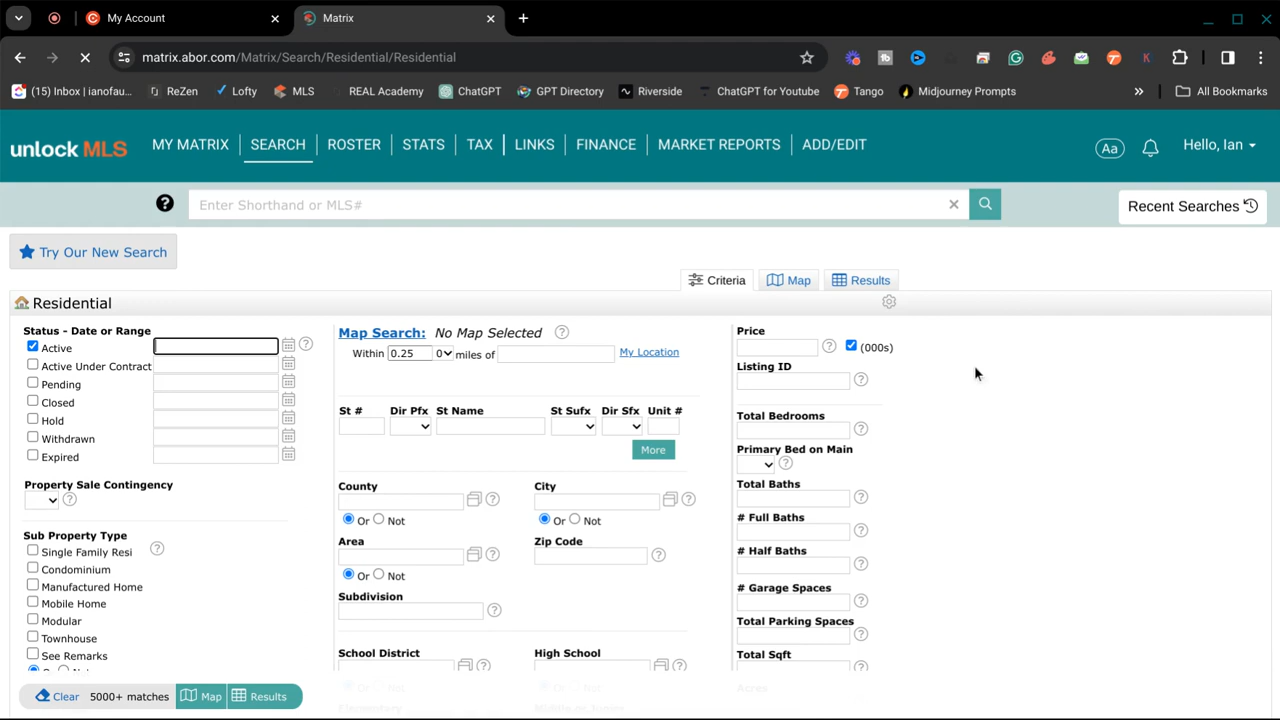 My Account
Matrix
matrix.abor.com/Matrix/Search/Residential/Residential
(15) Inbox | ianofau...
ReZen
Lofty
MLS
REAL Academy
ChatGPT
GPT Directory
Riverside
ChatGPT for Youtube
Tango
Midjourney Prompts
»
All Bookmarks
unlock MLS
MY MATRIX
SEARCH
ROSTER
STATS
TAX
LINKS
FINANCE
MARKET REPORTS
ADD/EDIT
Aa
Hello, Ian
Enter Shorthand or MLS#
Recent Searches
Try Our New Search
Criteria
Map
Results
Residential
Status - Date or Range
Active
Active Under Contract
Pending
Closed
Hold
Withdrawn
Expired
Property Sale Contingency
Sub Property Type
Single Family Resi
Condominium
Manufactured Home
Mobile Home
Modular
Townhouse
See Remarks
Map Search: No Map Selected
Within 0.25 0 miles of
My Location
St #
Dir Pfx
St Name
St Sufx
Dir Sfx
Unit #
More
County
Or Not
City
Or Not
Area
Or Not
Zip Code
Subdivision
School District
High School
Price
(000s)
Listing ID
Total Bedrooms
Primary Bed on Main
Total Baths
# Full Baths
# Half Baths
# Garage Spaces
Total Parking Spaces
Total Sqft
Acres
Clear
5000+ matches
Map
Results